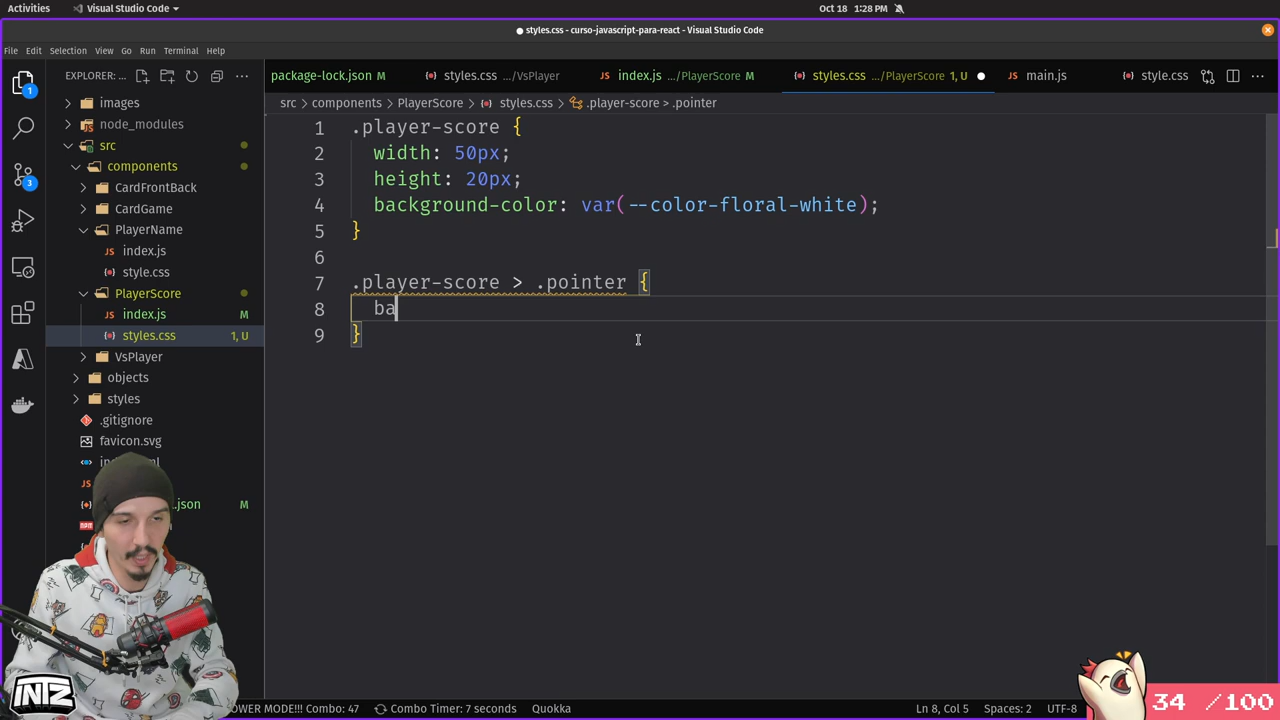 Activities
Visual Studio Code
Oct 18 1:28 PM
● styles.css - curso-javascript-para-react - Visual Studio Code
File Edit Selection View Go Run Terminal Help
EXPLORER: ...
package-lock.json M
styles.css .../VsPlayer
index.js .../PlayerScore M
styles.css .../PlayerScore 1, U
main.js
style.css
src > components > PlayerScore > styles.css > .player-score > .pointer
images
node_modules
src
components
CardFrontBack
CardGame
PlayerName
index.js
style.css
PlayerScore
index.js M
styles.css 1, U
VsPlayer
objects
styles
.gitignore
favicon.svg
.json M
1 .player-score {
2 width: 50px;
3 height: 20px;
4 background-color: var(--color-floral-white);
5 }
6
7 .player-score > .pointer {
8 ba
9 }
1
3
INTZ
OWER MODE!!! Combo: 47
Combo Timer: 7 seconds
Quokka
Ln 8, Col 5
Spaces: 2
UTF-8
34 /100